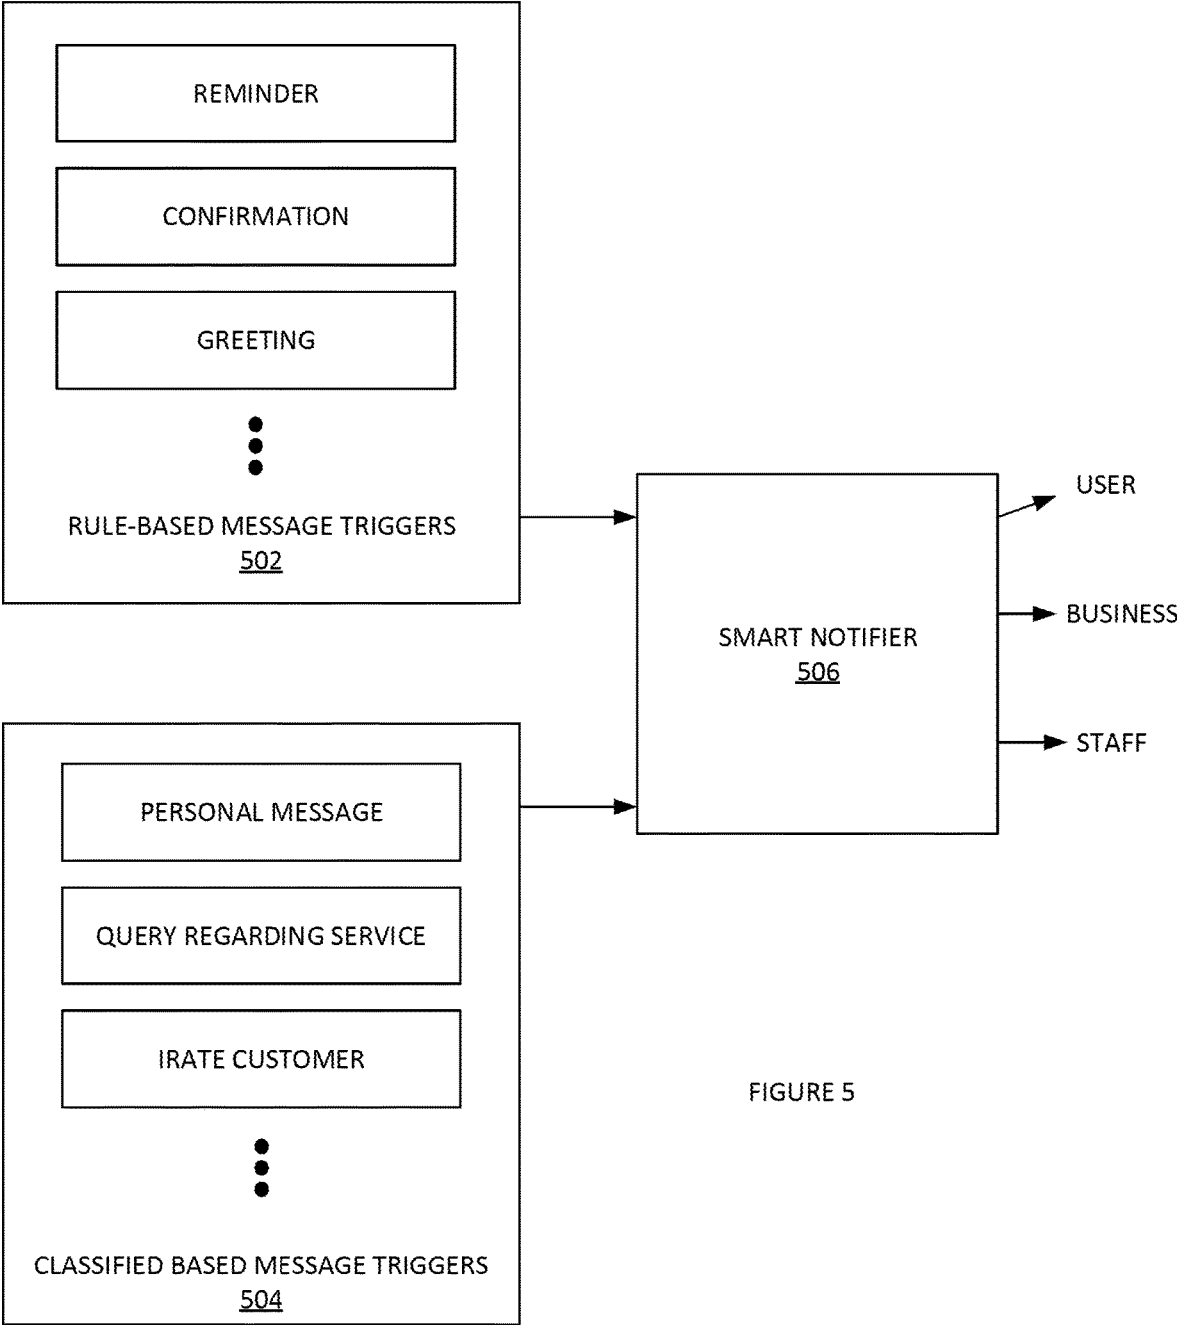 REMINDER
CONFIRMATION
GREETING
RULE-BASED MESSAGE TRIGGERS
502
SMART NOTIFIER
506
USER
BUSINESS
STAFF
PERSONAL MESSAGE
QUERY REGARDING SERVICE
IRATE CUSTOMER
CLASSIFIED BASED MESSAGE TRIGGERS
504
FIGURE 5